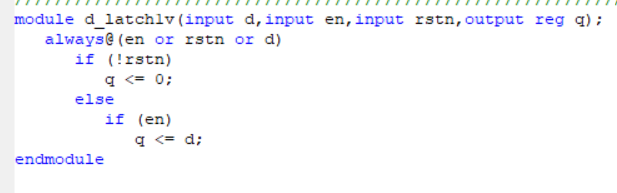 //////////////////////////////////////////////////////////////////////
module d_latchlv(input d,input en,input rstn,output reg q);
always@(en or rstn or d)
if (!rstn)
q <= 0;
else
if (en)
q <= d;
endmodule